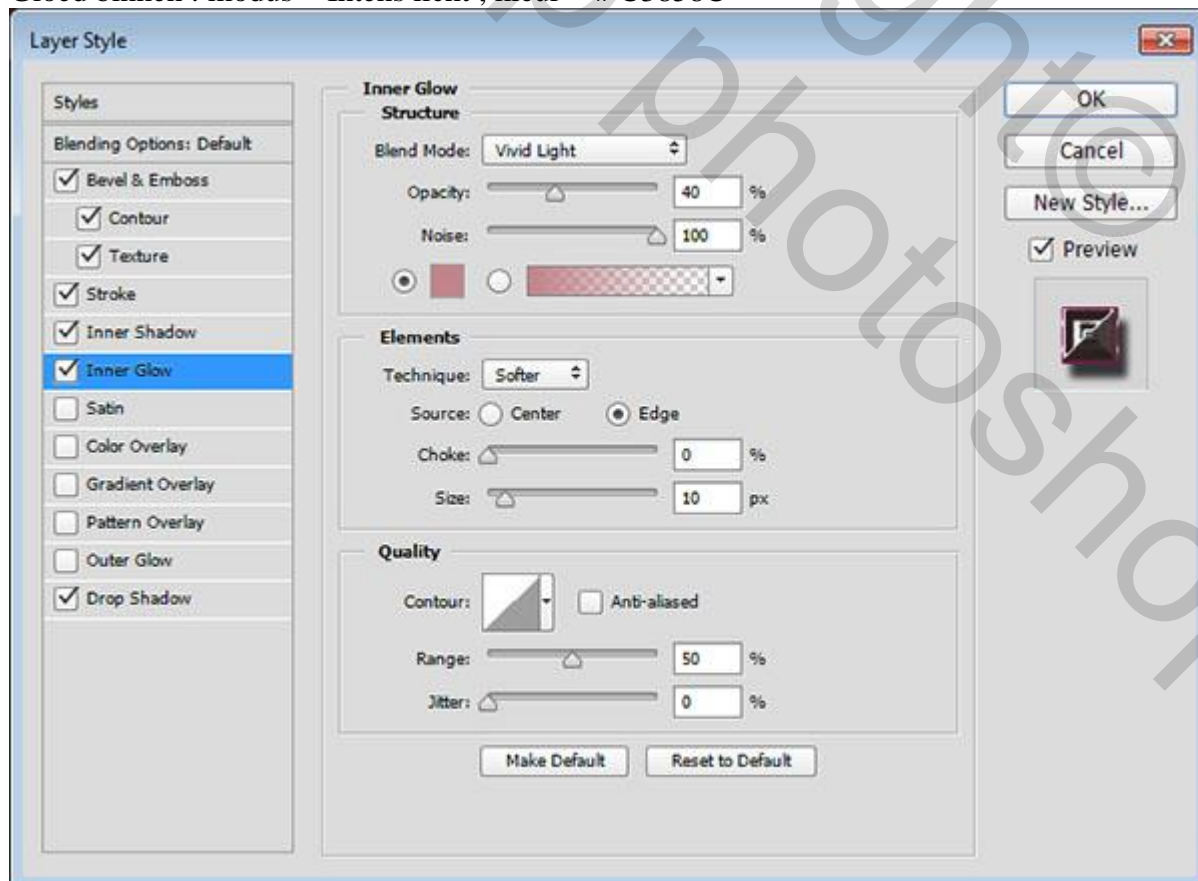 Layer Style
Styles
Blending Options: Default
Bevel & Emboss
Contour
Texture
Stroke
Inner Shadow
Inner Glow
Satin
Color Overlay
Gradient Overlay
Pattern Overlay
Outer Glow
Drop Shadow
Inner Glow
Structure
Blend Mode: Vivid Light
Opacity: 40 %
Noise: 100 %
Elements
Technique: Softer
Source: Center Edge
Choke: 0 %
Size: 10 px
Quality
Contour: Anti-aliased
Range: 50 %
Jitter: 0 %
Make Default Reset to Default
OK
Cancel
New Style...
Preview
photoshop